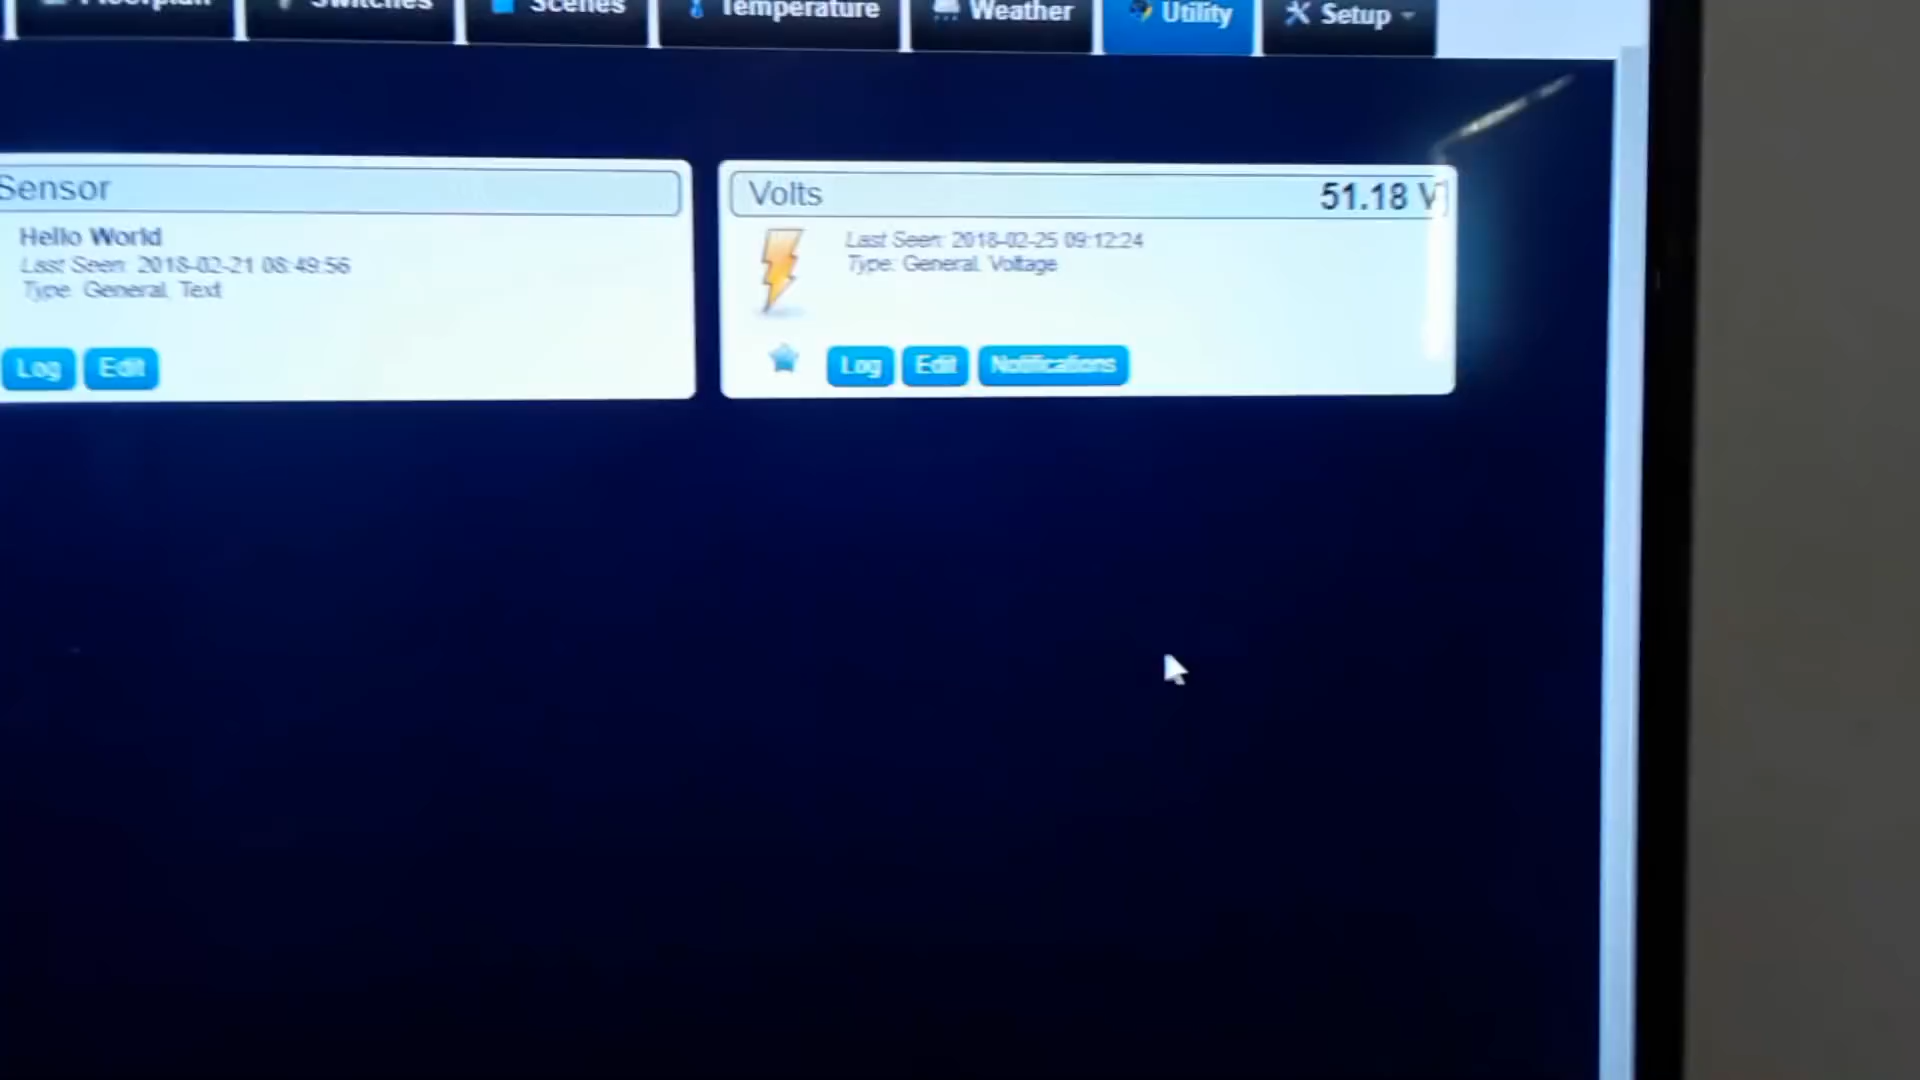 Floorplan Switches Scenes Temperature Weather Utility Setup
Sensor
Hello World
Last Seen: 2018-02-21 08:49:56
Type: General, Text
Log Edit
Volts 51.18 V
Last Seen: 2018-02-25 09:12:24
Type: General, Voltage
Log Edit Notifications